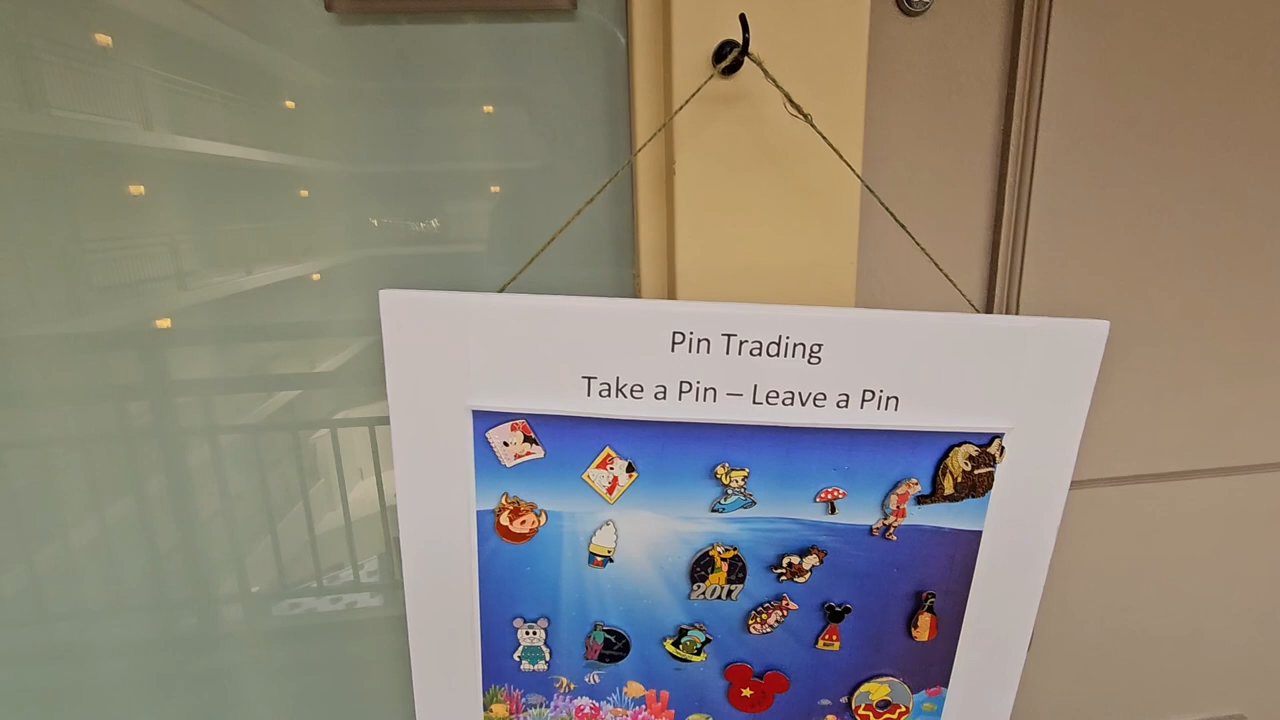 Pin Trading
Take a Pin – Leave a Pin
2017